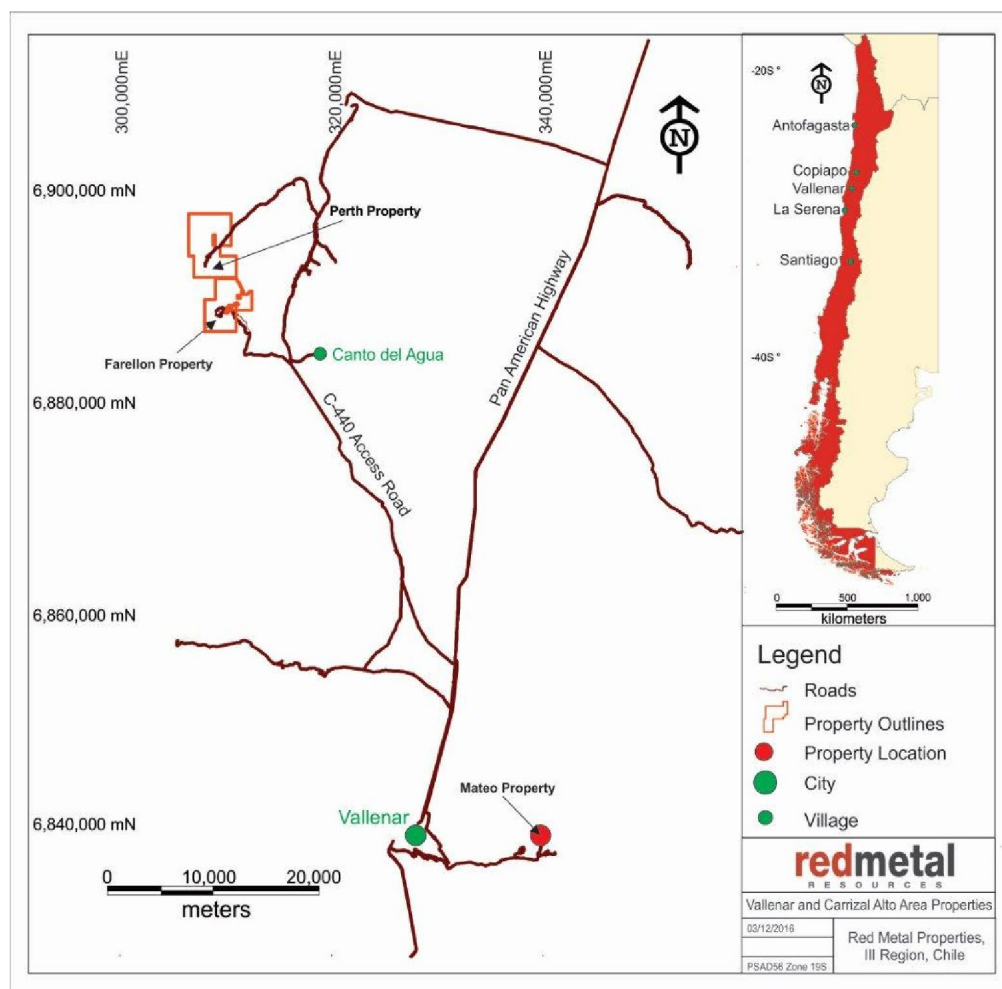 300,000mE
320,000mE
340,000mE
N
6,900,000 mN
Perth Property
Farellon Property
Canto del Agua
Pan American Highway
6,880,000 mN
C-440 Access Road
6,860,000 mN
Mateo Property
Vallenar
6,840,000 mN
0 10,000 20,000
meters
-20S °
N
Antofagasta
Copiapo
Vallenar
La Serena
Santiago
-40S °
0 500 1,000
kilometers
Legend
Roads
Property Outlines
Property Location
City
Village
redmetal
RESOURCES
Vallenar and Carrizal Alto Area Properties
03/12/2016
Red Metal Properties,
III Region, Chile
PSAD56 Zone 19S